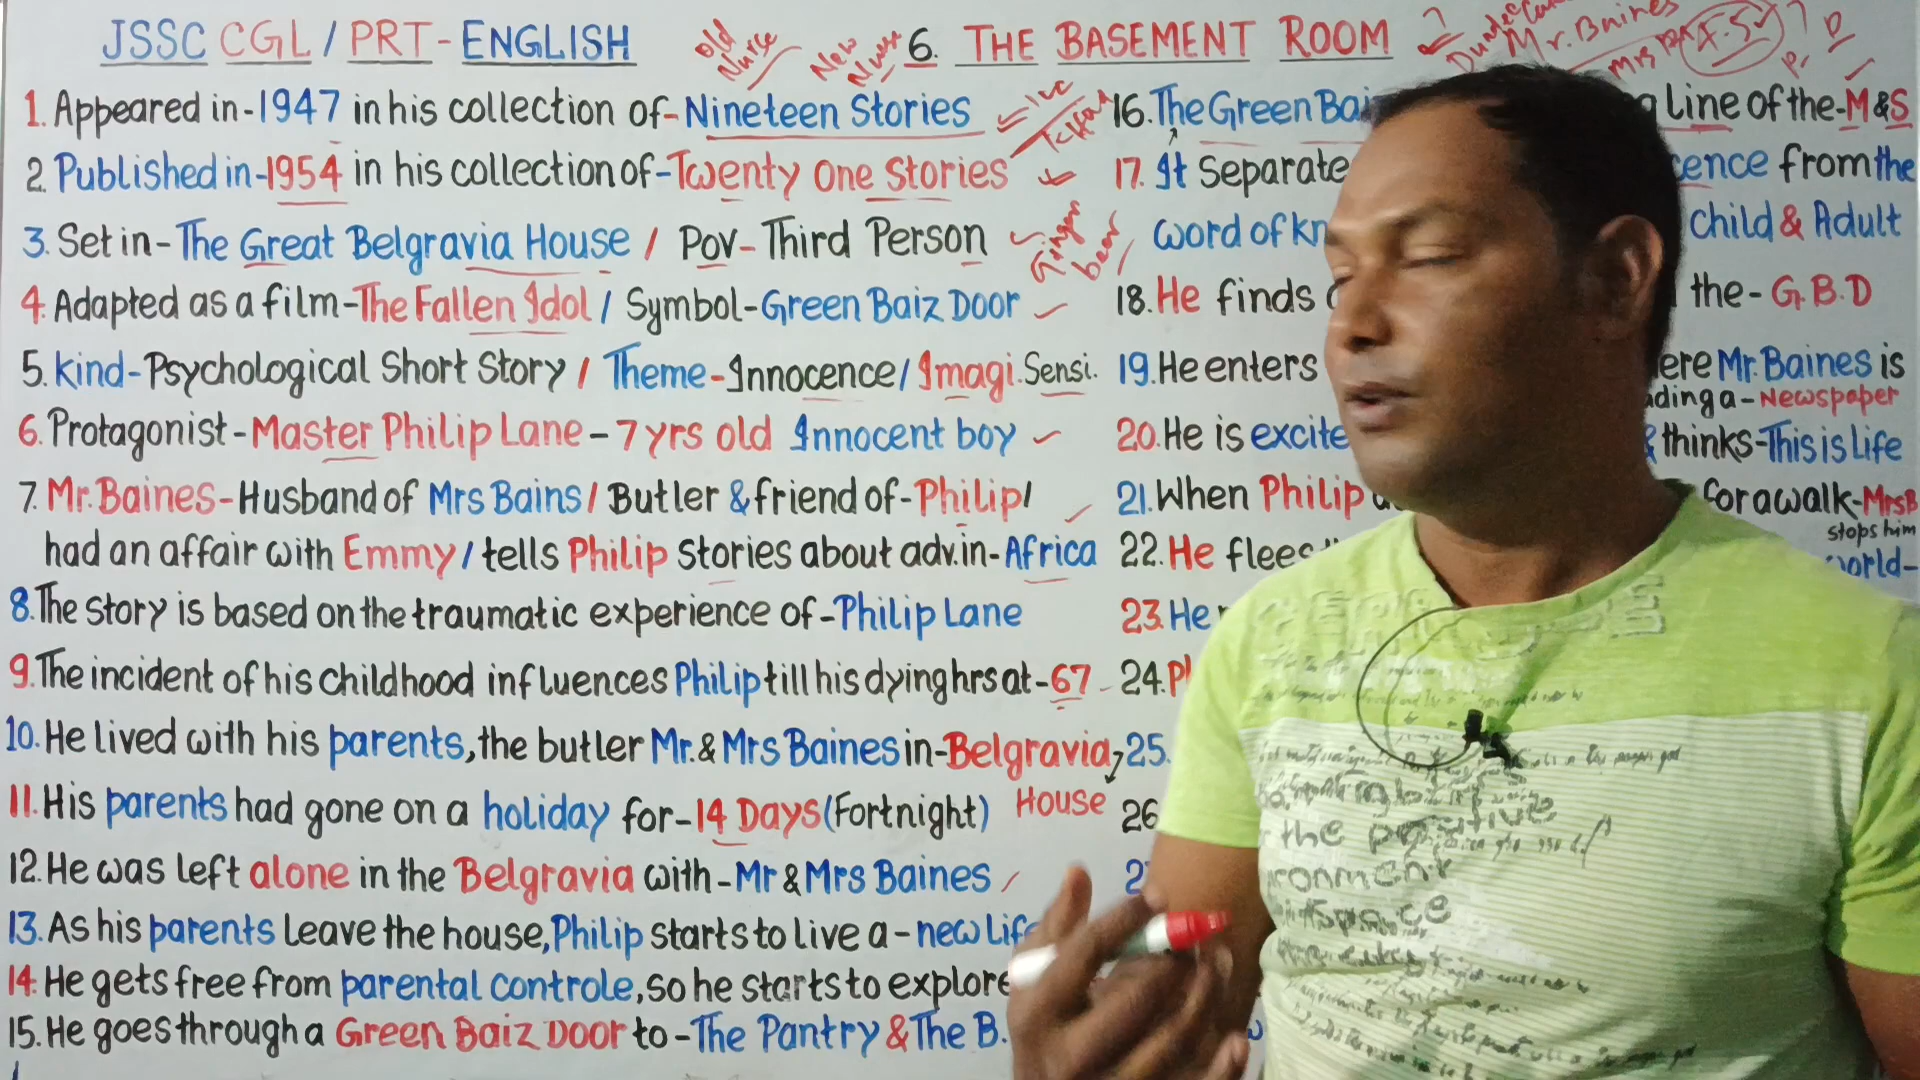 JSSC CGL / PRT - ENGLISH
Old Nurse
New Nurse
6. THE BASEMENT ROOM
Mr. Baines
4.5
1. Appeared in - 1947 in his collection of - Nineteen Stories
2. Published in - 1954 in his collection of - Twenty One Stories
3. Set in - The Great Belgravia House / Pov - Third Person
Ginger beer
4. Adapted as a film - The Fallen Idol / Symbol - Green Baiz Door
5. Kind - Psychological Short Story / Theme - Innocence / Imagi. Sensi.
6. Protagonist - Master Philip Lane - 7 yrs old Innocent boy
7. Mr. Baines - Husband of Mrs Bains / Butler & friend of - Philip /
had an affair with Emmy / tells Philip Stories about adv. in - Africa
8. The story is based on the traumatic experience of - Philip Lane
9. The incident of his childhood influences Philip till his dying hrs at - 67
10. He lived with his parents, the butler Mr. & Mrs Baines in - Belgravia
House
11. His parents had gone on a holiday for - 14 Days (Fortnight)
12. He was left alone in the Belgravia with - Mr & Mrs Baines
13. As his parents Leave the house, Philip starts to live a - new Life
14. He gets free from parental controle, so he starts to explore
15. He goes through a Green Baiz Door to - The Pantry & The B.
16. The Green Bai line of the - M & S
17. It Separate from the
word of child & Adult
18. He finds the - G.B.D
19. He enters Mr. Baines is
a - Newspaper
20. He is excite & thinks - This is Life
21. When Philip for a walk - Mrs B
stops him
22. He flees
23. He
24.
25.
26